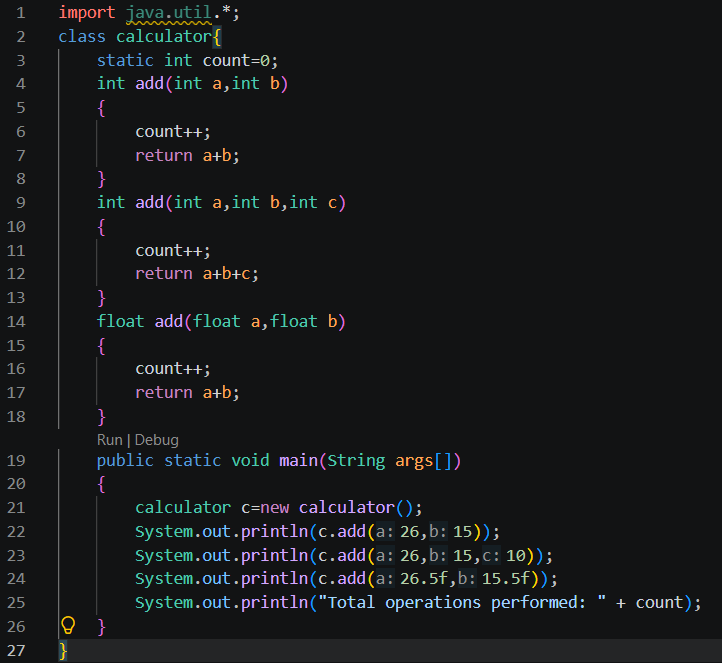 1 import java.util.*;
2 class calculator{
3 static int count=0;
4 int add(int a,int b)
5 {
6 count++;
7 return a+b;
8 }
9 int add(int a,int b,int c)
10 {
11 count++;
12 return a+b+c;
13 }
14 float add(float a,float b)
15 {
16 count++;
17 return a+b;
18 }
Run | Debug
19 public static void main(String args[])
20 {
21 calculator c=new calculator();
22 System.out.println(c.add(a: 26,b: 15));
23 System.out.println(c.add(a: 26,b: 15,c: 10));
24 System.out.println(c.add(a: 26.5f,b: 15.5f));
25 System.out.println("Total operations performed: " + count);
26 }
27 }